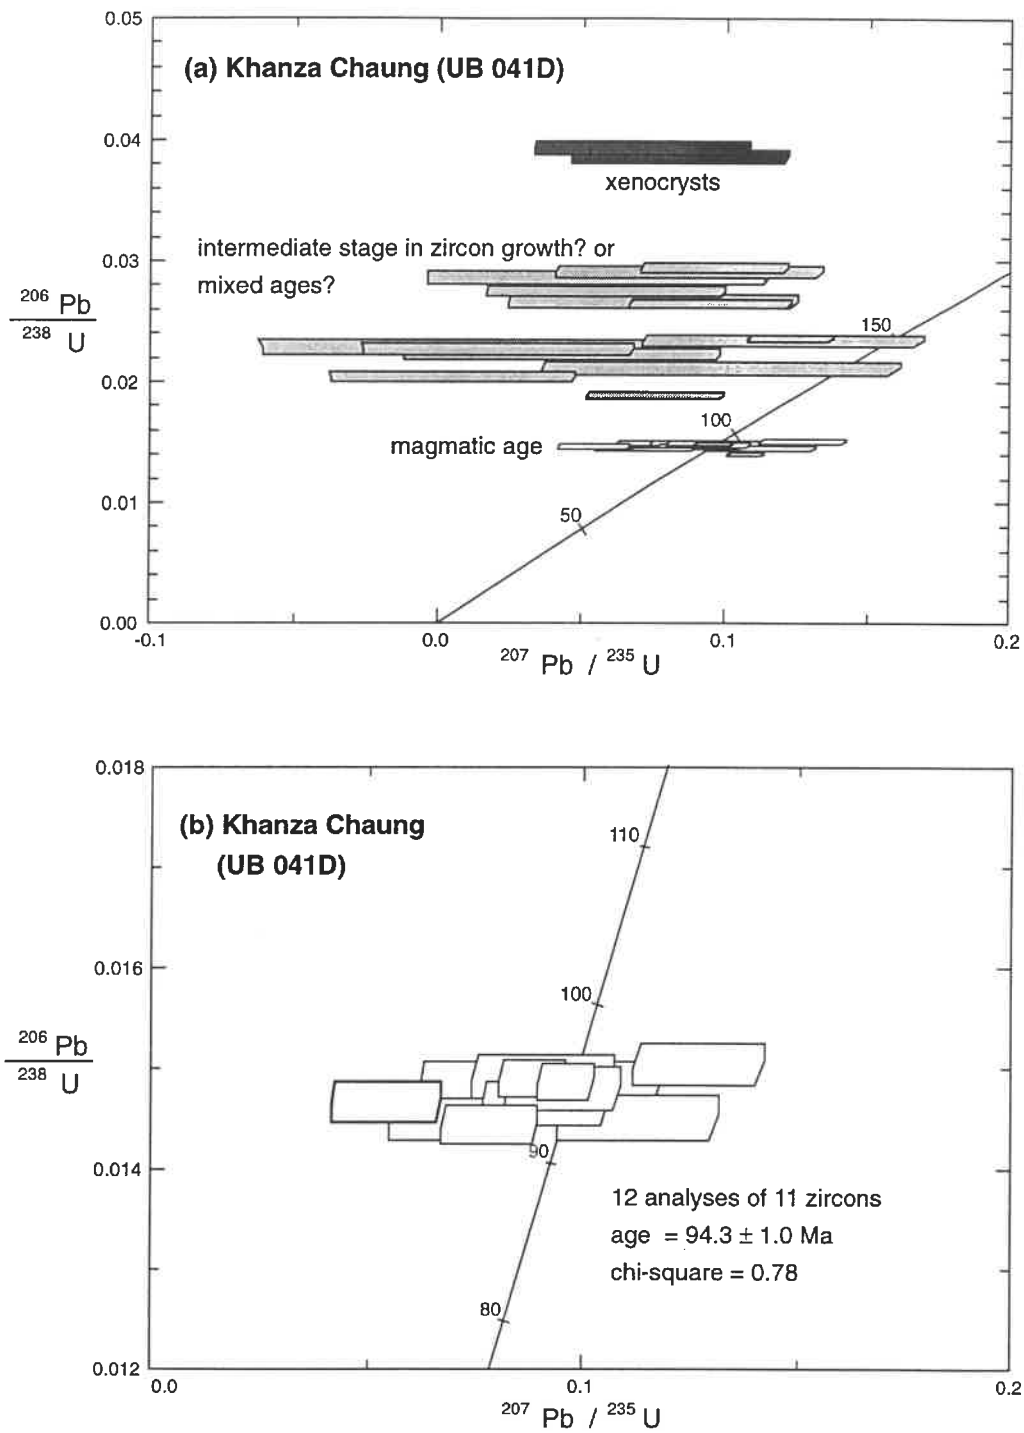 0.05
(a) Khanza Chaung (UB 041D)
0.04
xenocrysts
intermediate stage in zircon growth? or
0.03
mixed ages?
206 Pb
238 U
150
0.02
100
magmatic age
0.01
50
0.00
-0.1 0.0 0.1 0.2
207 Pb / 235 U
0.018
(b) Khanza Chaung
(UB 041D)
110
0.016
100
206 Pb
238 U
0.014
90
12 analyses of 11 zircons
age = 94.3 ± 1.0 Ma
chi-square = 0.78
80
0.012
0.0 0.1 0.2
207 Pb / 235 U